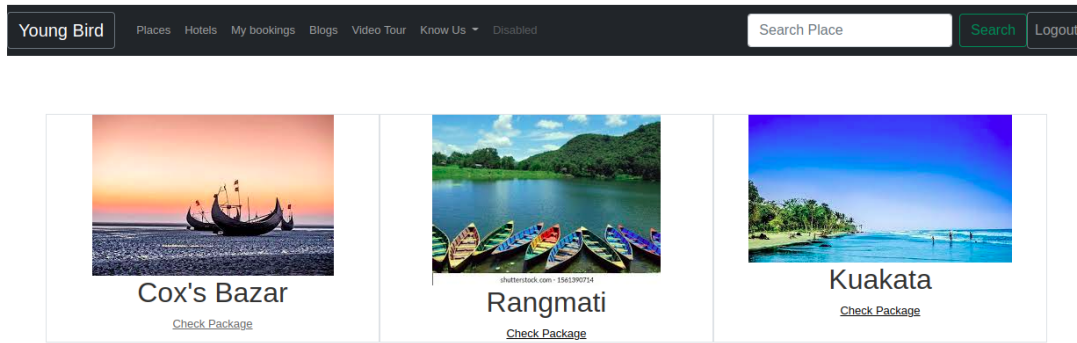 Young Bird Places Hotels My bookings Blogs Video Tour Know Us Disabled Search Place Search Logout
shutterstock.com · 1561390714
Cox's Bazar
Check Package
Rangmati
Check Package
Kuakata
Check Package